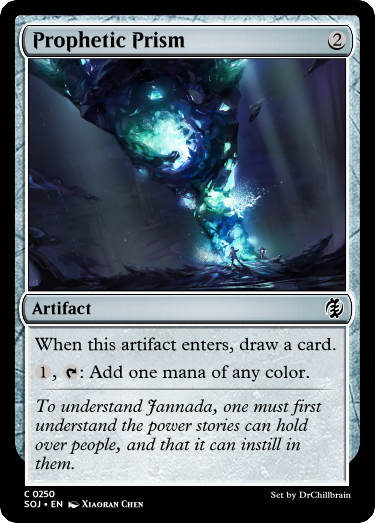 Prophetic Prism 2
Artifact
When this artifact enters, draw a card.
1, : Add one mana of any color.
To understand Jannada, one must first
understand the power stories can hold
over people, and that it can instill in
them.
C 0250
SOJ • EN Xiaoran Chen
Set by DrChillbrain